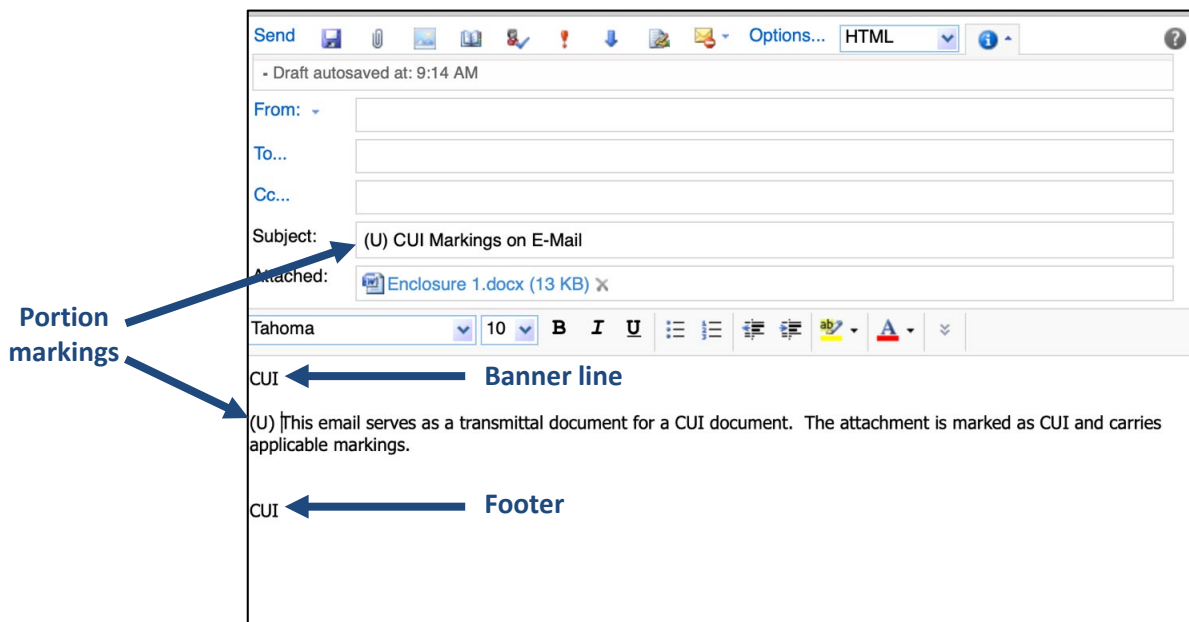 Send Options... HTML
- Draft autosaved at: 9:14 AM
From:
To...
Cc...
Subject: (U) CUI Markings on E-Mail
Attached: Enclosure 1.docx (13 KB)
Portion
markings
Tahoma 10 B I U ab A
CUI Banner line
(U) This email serves as a transmittal document for a CUI document. The attachment is marked as CUI and carries
applicable markings.
CUI Footer